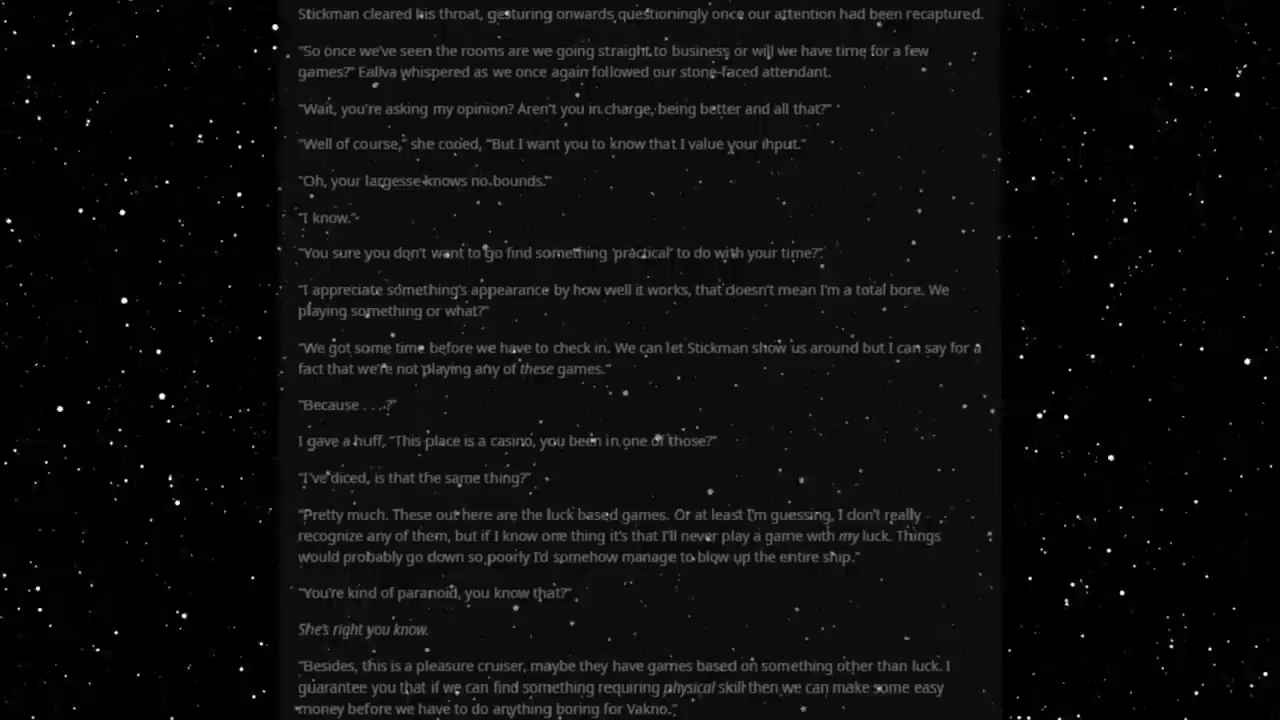 Stickman cleared his throat, gesturing onwards questioningly once our attention had been recaptured.
"So once we've seen the rooms are we going straight to business or will we have time for a few
games?" Eallva whispered as we once again followed our stone-faced attendant.
"Wait, you're asking my opinion? Aren't you in charge, being better and all that?"
"Well of course," she cooed, "But I want you to know that I value your input."
"Oh, your largesse knows no bounds."
"I know."
"You sure you don't want to go find something 'practical' to do with your time?"
"I appreciate something's appearance by how well it works, that doesn't mean I'm a total bore. We
playing something or what?"
"We got some time before we have to check in. We can let Stickman show us around but I can say for a
fact that we're not playing any of these games."
"Because . . . ?"
I gave a huff, "This place is a casino, you been in one of those?"
"I've diced, is that the same thing?"
"Pretty much. These out here are the luck based games. Or at least I'm guessing, I don't really
recognize any of them, but if I know one thing it's that I'll never play a game with my luck. Things
would probably go down so poorly I'd somehow manage to blow up the entire ship."
"You're kind of paranoid, you know that?"
She's right you know.
"Besides, this is a pleasure cruiser, maybe they have games based on something other than luck. I
guarantee you that if we can find something requiring physical skill then we can make some easy
money before we have to do anything boring for Vakno."